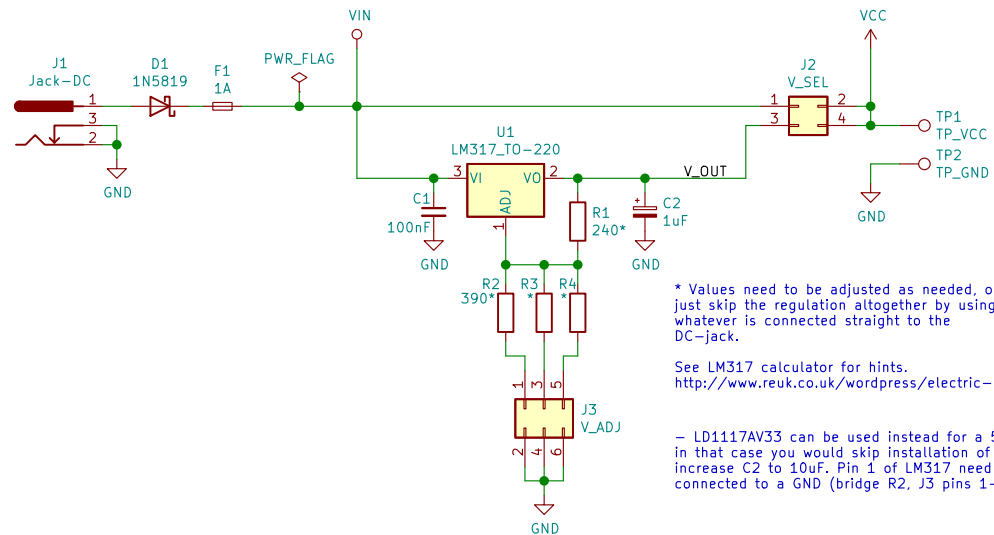 VIN
VCC
PWR_FLAG
J1
Jack-DC
D1
1N5819
F1
1A
J2
V_SEL
1
3
2
1
3
2
4
TP1
TP_VCC
TP2
TP_GND
GND
GND
U1
LM317_TO-220
3
VI
VO
2
ADJ
1
V_OUT
C1
100nF
GND
R1
240*
+
C2
1uF
GND
R2
390*
R3
*
R4
*
1
3
5
J3
V_ADJ
2
4
6
GND
* Values need to be adjusted as needed, o
just skip the regulation altogether by using
whatever is connected straight to the
DC-jack.
See LM317 calculator for hints.
http://www.reuk.co.uk/wordpress/electric-
- LD1117AV33 can be used instead for a 5
in that case you would skip installation of
increase C2 to 10uF. Pin 1 of LM317 need
connected to a GND (bridge R2, J3 pins 1-